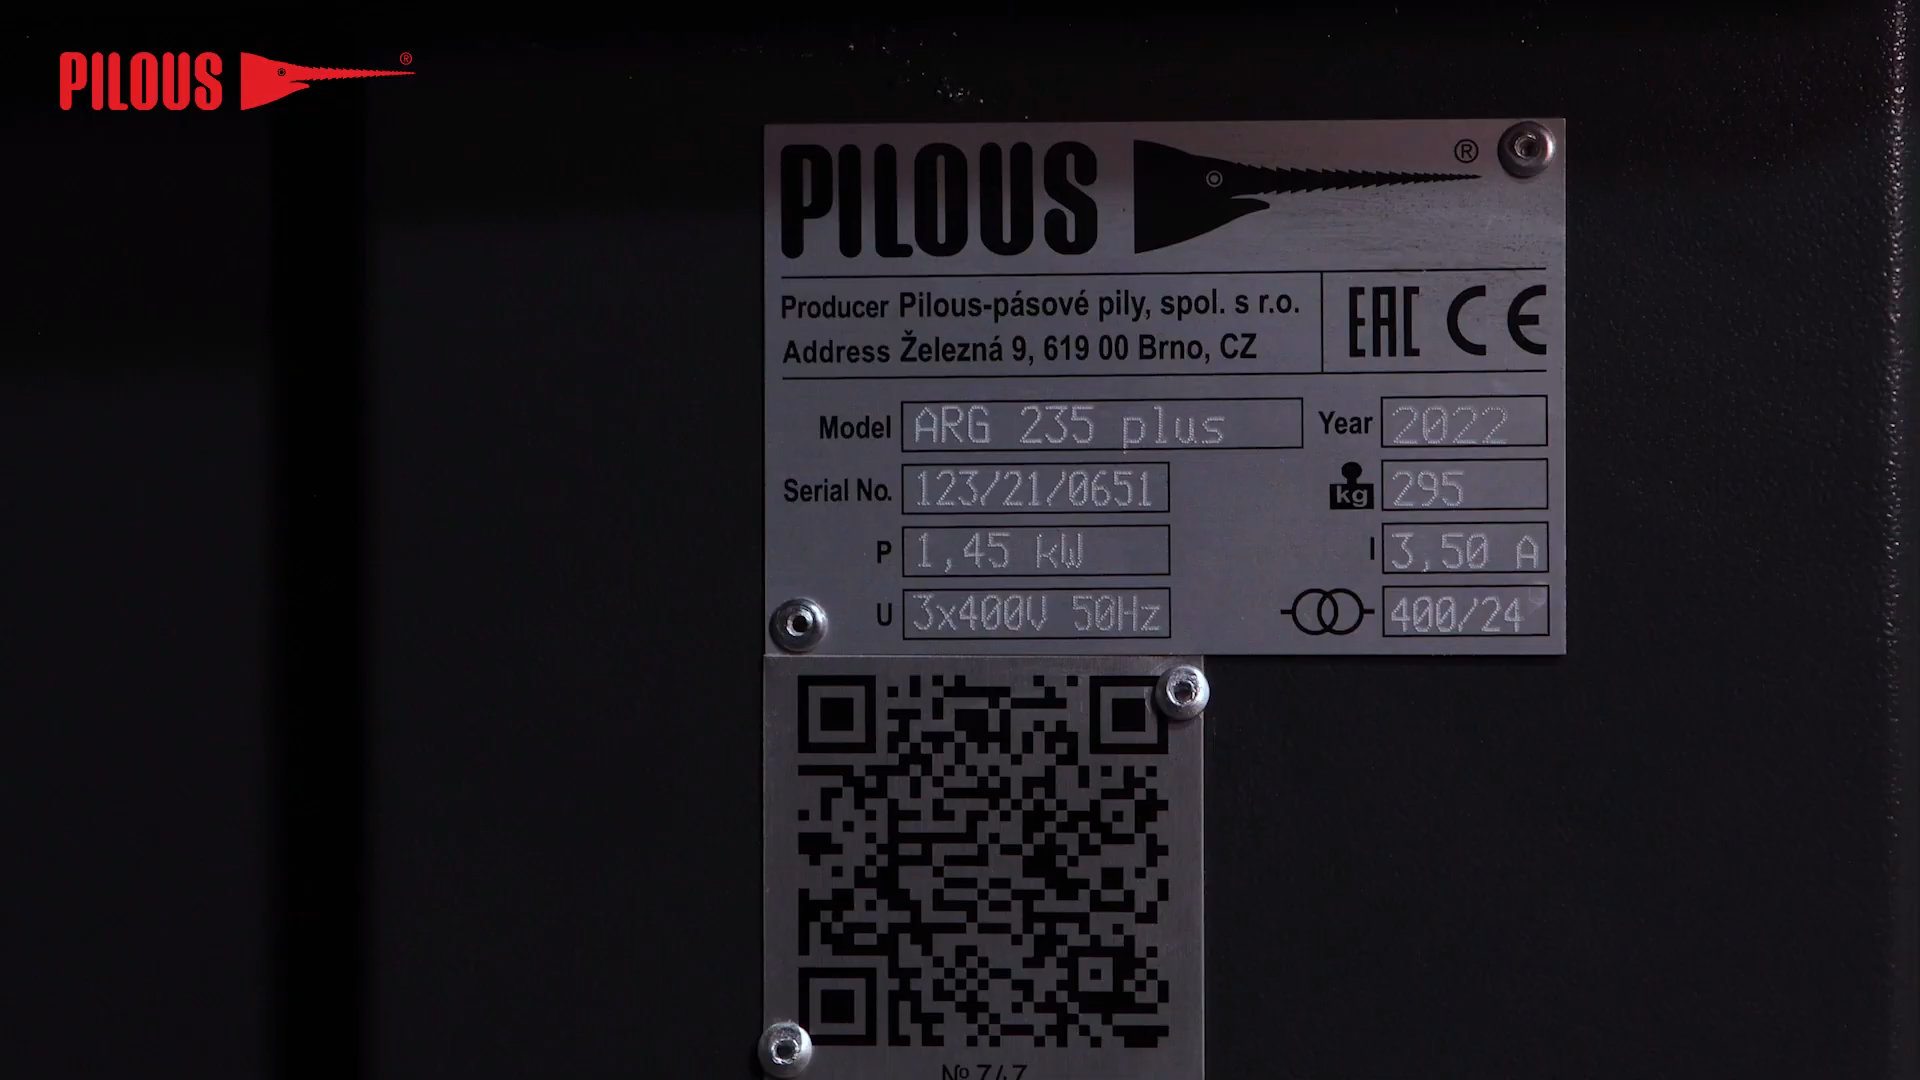 PILOUS ®
PILOUS ®
Producer Pilous-pásové pily, spol. s r.o.
Address Železná 9, 619 00 Brno, CZ
EAC CE
Model ARG 235 plus
Year 2022
Serial No. 123/21/0651
kg 295
P 1,45 kW
I 3,50 A
U 3x400V 50Hz
400/24
№ 747